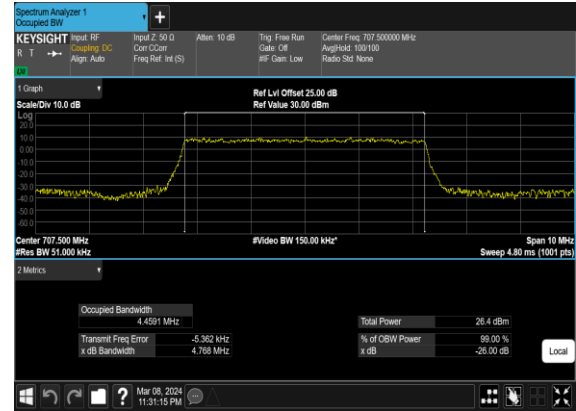 Spectrum Analyzer 1
Occupied BW
+
KEYSIGHT Input: RF Input Z: 50 Ω Atten: 10 dB Trig: Free Run Center Freq: 707.500000 MHz
R T Coupling: DC Corr CCorr Gate: Off Avg|Hold: 100/100
Align: Auto Freq Ref: Int (S) #IF Gain: Low Radio Std: None
LU
1 Graph Ref Lvl Offset 25.00 dB
Scale/Div 10.0 dB Ref Value 30.00 dBm
Log
20.0
10.0
0.00
-10.0
-20.0
-30.0
-40.0
-50.0
-60.0
Center 707.500 MHz #Video BW 150.00 kHz* Span 10 MHz
#Res BW 51.000 kHz Sweep 4.80 ms (1001 pts)
2 Metrics
Occupied Bandwidth
4.4591 MHz Total Power 26.4 dBm
Transmit Freq Error -5.362 kHz % of OBW Power 99.00 %
x dB Bandwidth 4.768 MHz x dB -26.00 dB
Local
? Mar 08, 2024
11:31:15 PM